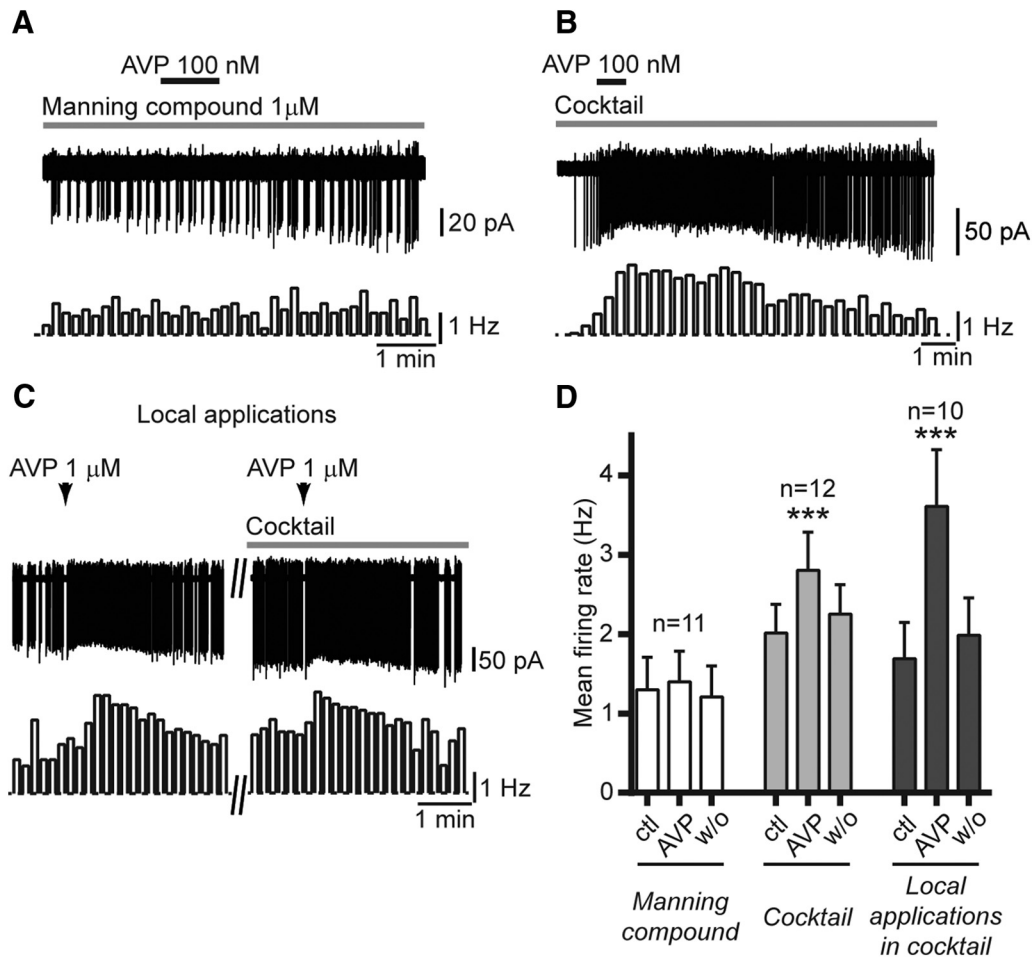 A
AVP 100 nM
Manning compound 1µM
20 pA
1 Hz
1 min
B
AVP 100 nM
Cocktail
50 pA
1 Hz
1 min
C
Local applications
AVP 1 µM
AVP 1 µM
Cocktail
//
50 pA
//
1 Hz
1 min
D
Mean firing rate (Hz)
4
3
2
1
0
n=11
n=12
***
n=10
***
ctl
AVP
w/o
ctl
AVP
w/o
ctl
AVP
w/o
Manning
compound
Cocktail
Local
applications
in cocktail